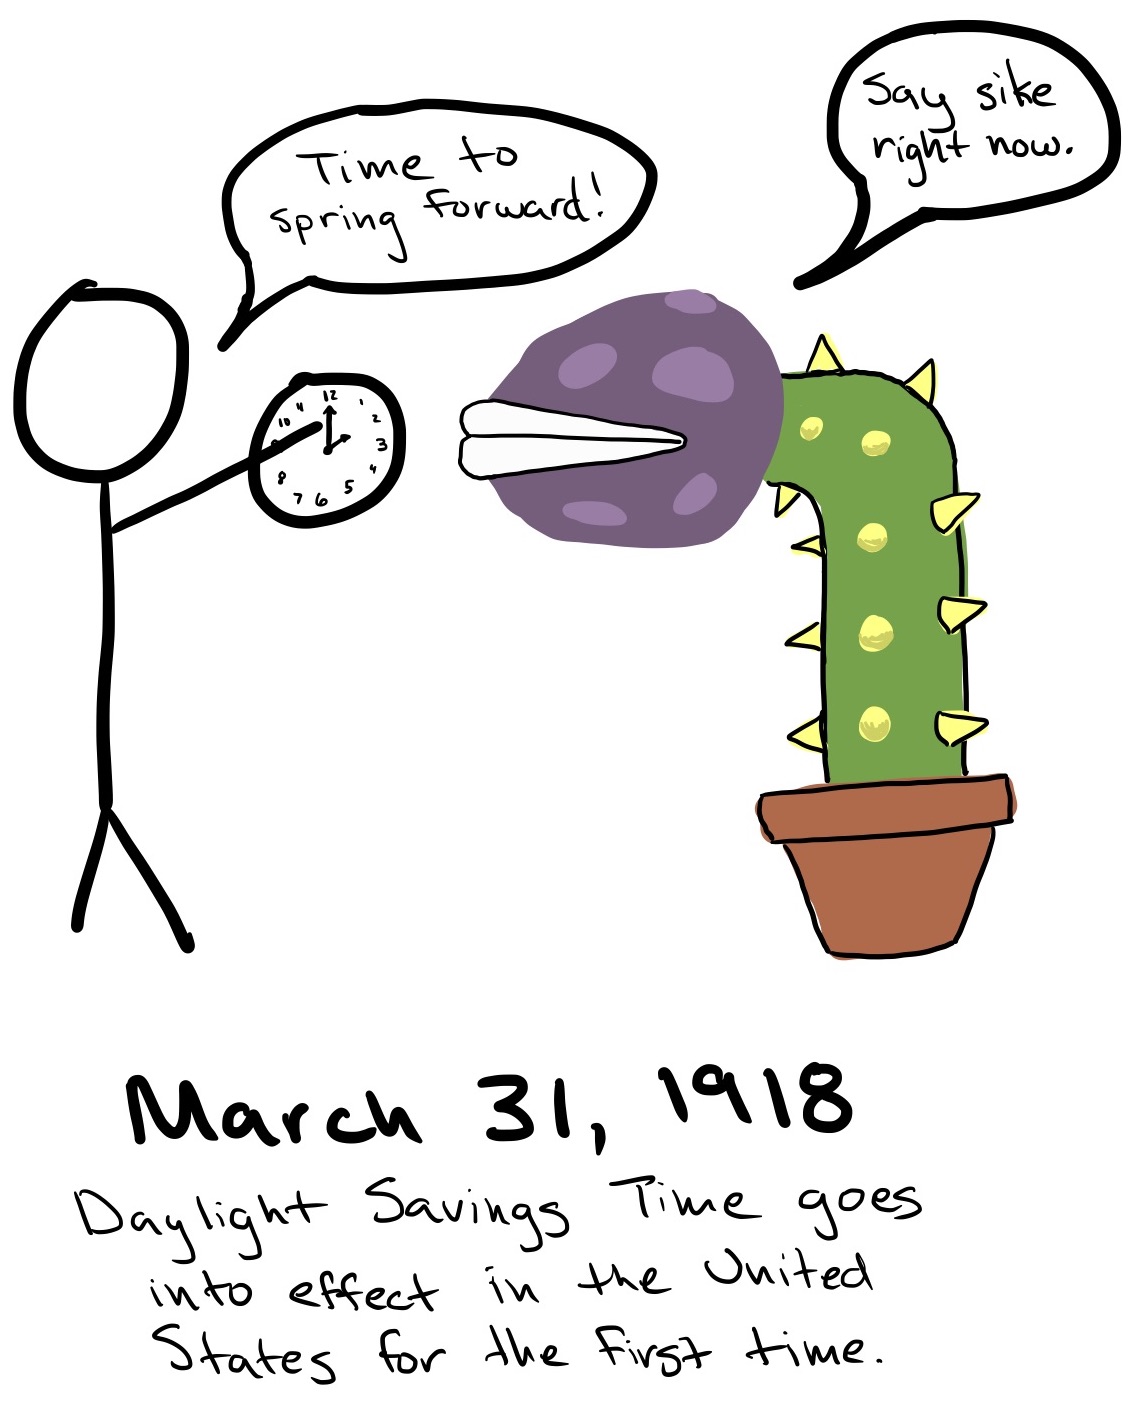 Time to
spring forward!
Say sike
right now.
12
1
2
3
4
5
6
7
8
10
March 31, 1918
Daylight Savings Time goes
into effect in the United
States for the first time.